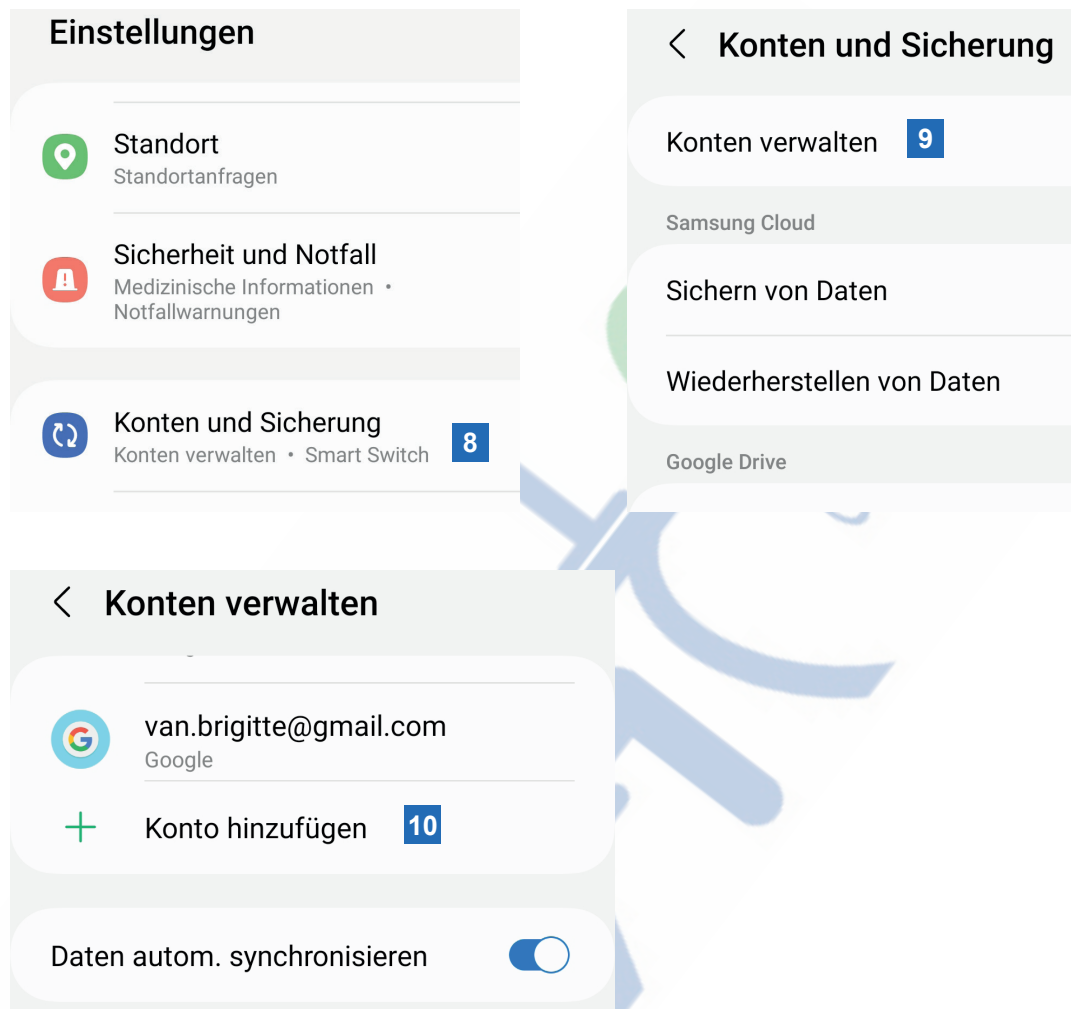 Einstellungen
Standort
Standortanfragen
Sicherheit und Notfall
Medizinische Informationen •
Notfallwarnungen
Konten und Sicherung
Konten verwalten • Smart Switch
8
Konten und Sicherung
Konten verwalten 9
Samsung Cloud
Sichern von Daten
Wiederherstellen von Daten
Google Drive
Konten verwalten
van.brigitte@gmail.com
Google
Konto hinzufügen 10
Daten autom. synchronisieren